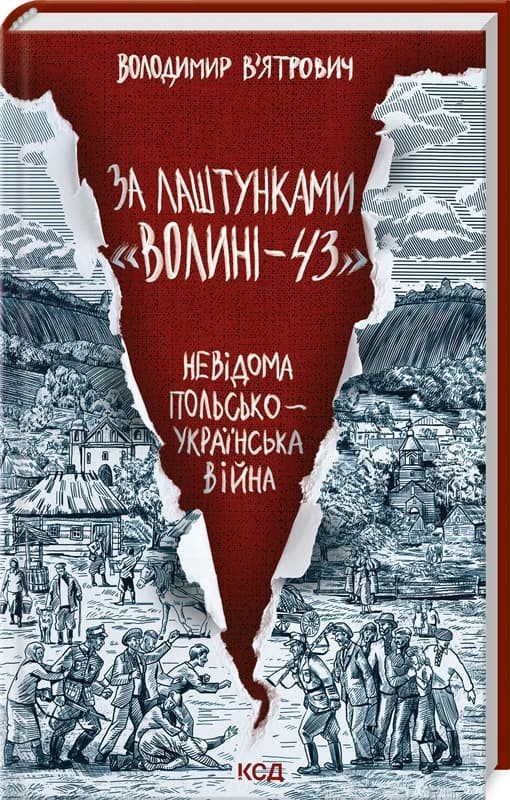 ВОЛОДИМИР В'ЯТРОВИЧ
ЗА ЛАШТУНКАМИ
«ВОЛИНІ-43»
НЕВІДОМА
ПОЛЬСЬКО-
УКРАЇНСЬКА
ВІЙНА
КСД